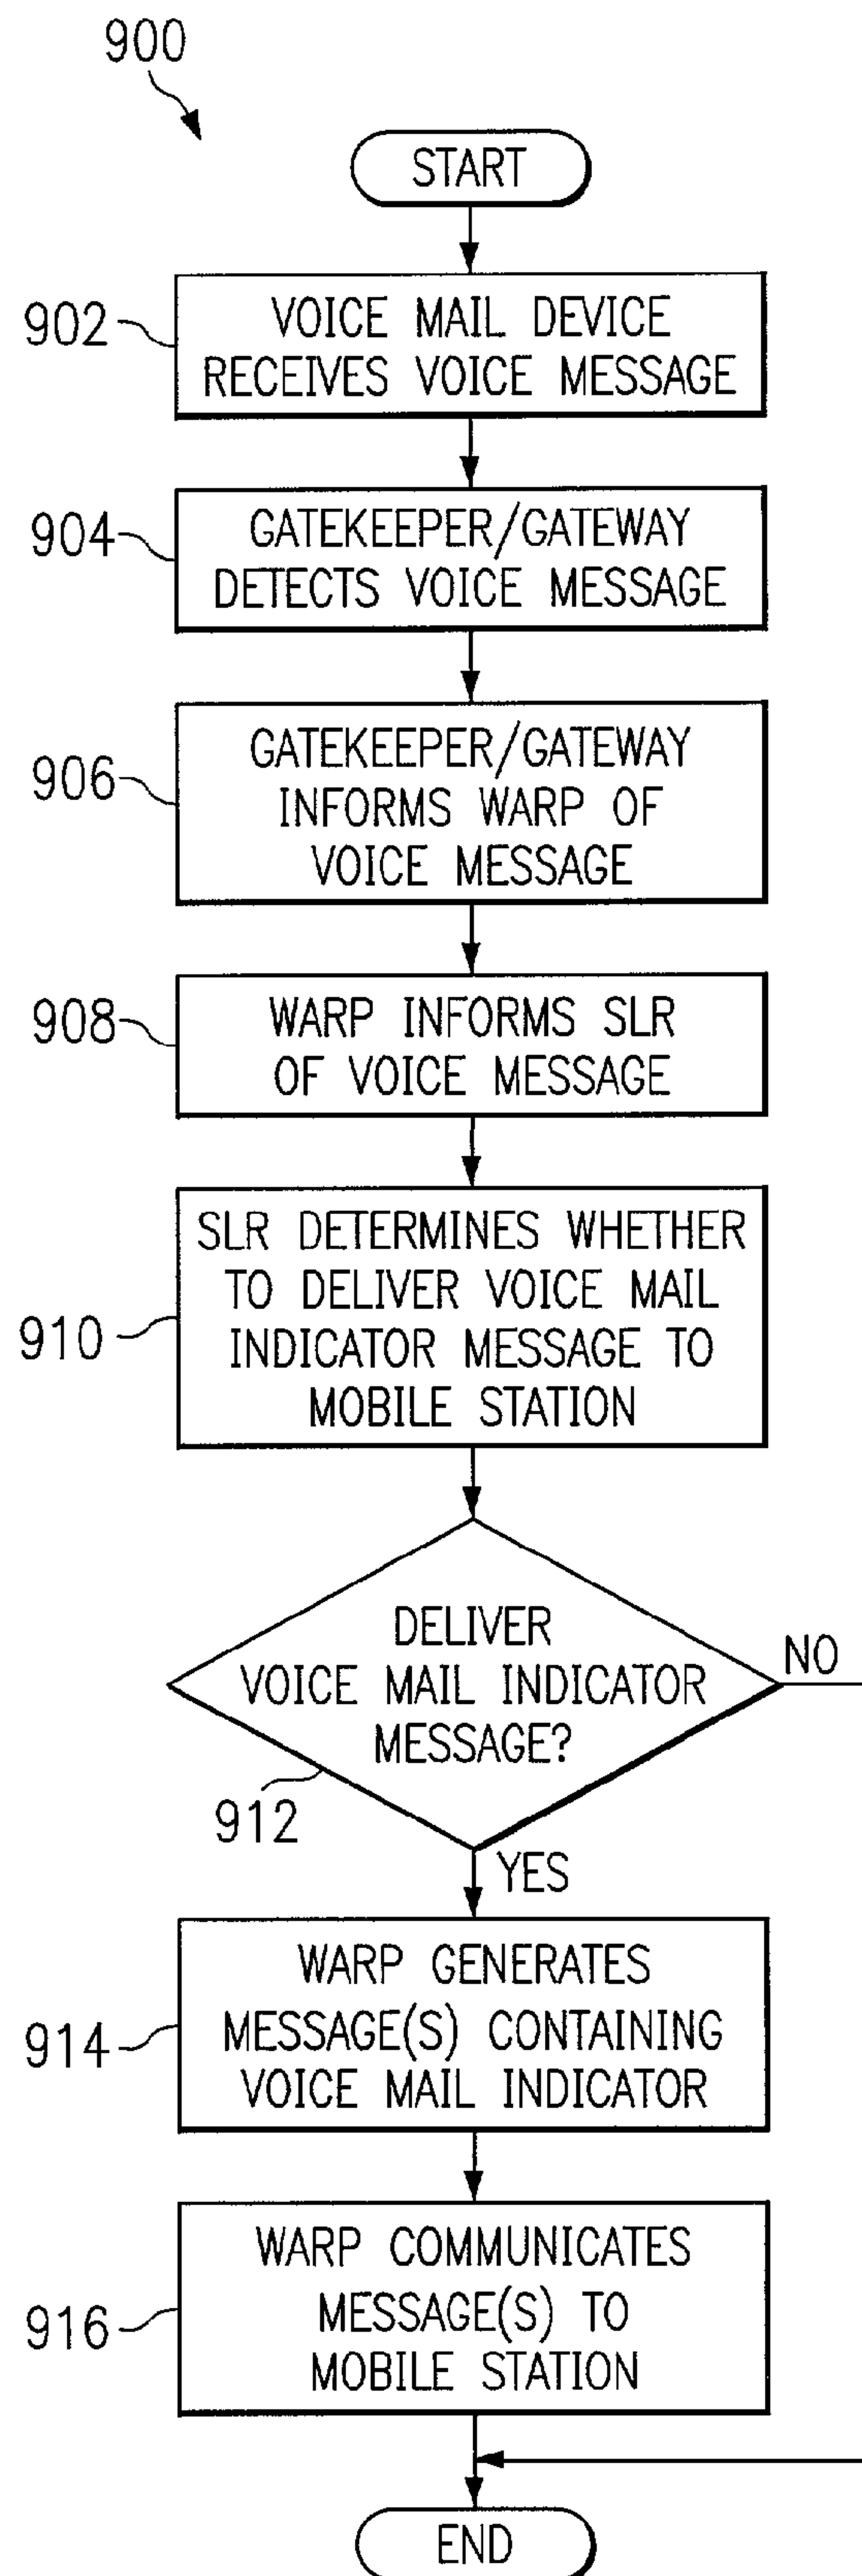 900
START
902
VOICE MAIL DEVICE
RECEIVES VOICE MESSAGE
904
GATEKEEPER/GATEWAY
DETECTS VOICE MESSAGE
906
GATEKEEPER/GATEWAY
INFORMS WARP OF
VOICE MESSAGE
908
WARP INFORMS SLR
OF VOICE MESSAGE
910
SLR DETERMINES WHETHER
TO DELIVER VOICE MAIL
INDICATOR MESSAGE TO
MOBILE STATION
DELIVER
VOICE MAIL INDICATOR
MESSAGE?
NO
912
YES
914
WARP GENERATES
MESSAGE(S) CONTAINING
VOICE MAIL INDICATOR
916
WARP COMMUNICATES
MESSAGE(S) TO
MOBILE STATION
END